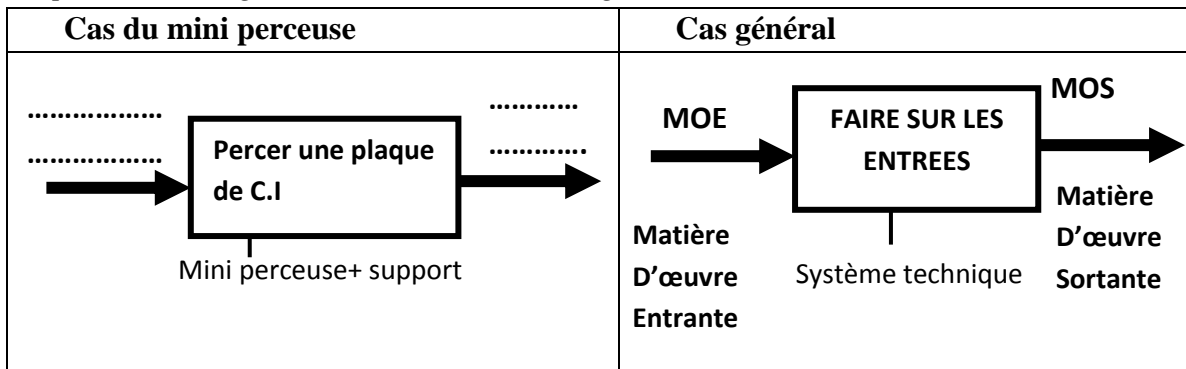 Cas du mini perceuse
Cas général
………………
………………
Percer une plaque
de C.I
…………
………….
Mini perceuse+ support
MOE
FAIRE SUR LES
ENTREES
MOS
Matière
D’œuvre
Entrante
Système technique
Matière
D’œuvre
Sortante